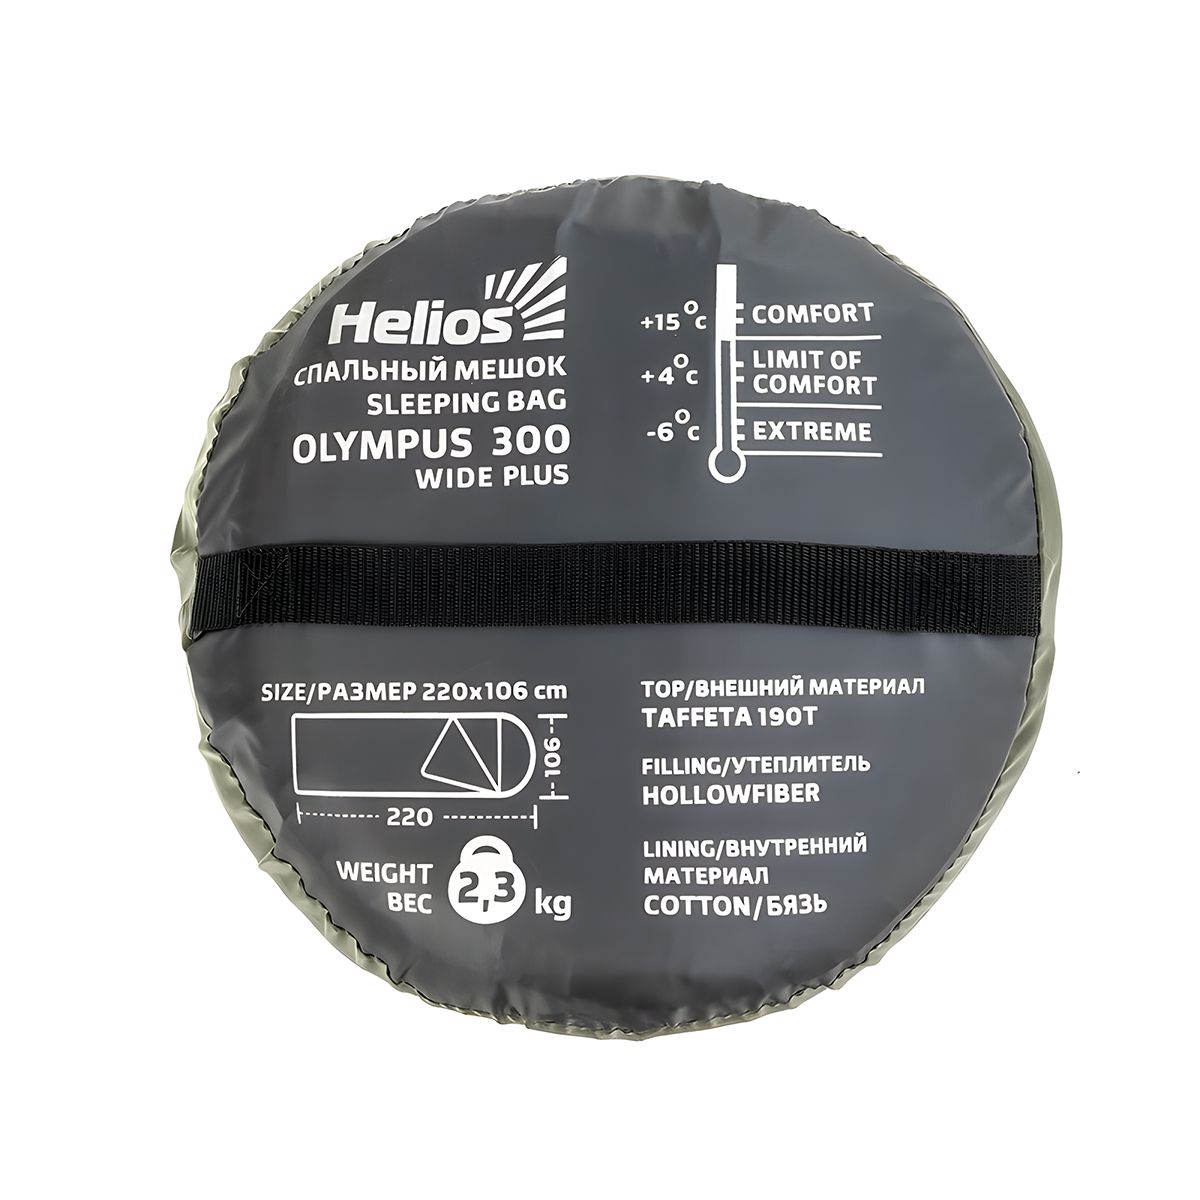 Helios
СПАЛЬНЫЙ МЕШОК
SLEEPING BAG
OLYMPUS 300
WIDE PLUS
+15°c COMFORT
+4°c LIMIT OF
COMFORT
-6°c EXTREME
SIZE/РАЗМЕР 220x106 cm
106
220
WEIGHT
ВЕС
2,3 kg
TOP/ВНЕШНИЙ МАТЕРИАЛ
TAFFETA 190T
FILLING/УТЕПЛИТЕЛЬ
HOLLOWFIBER
LINING/ВНУТРЕННИЙ
МАТЕРИАЛ
COTTON/БЯЗЬ